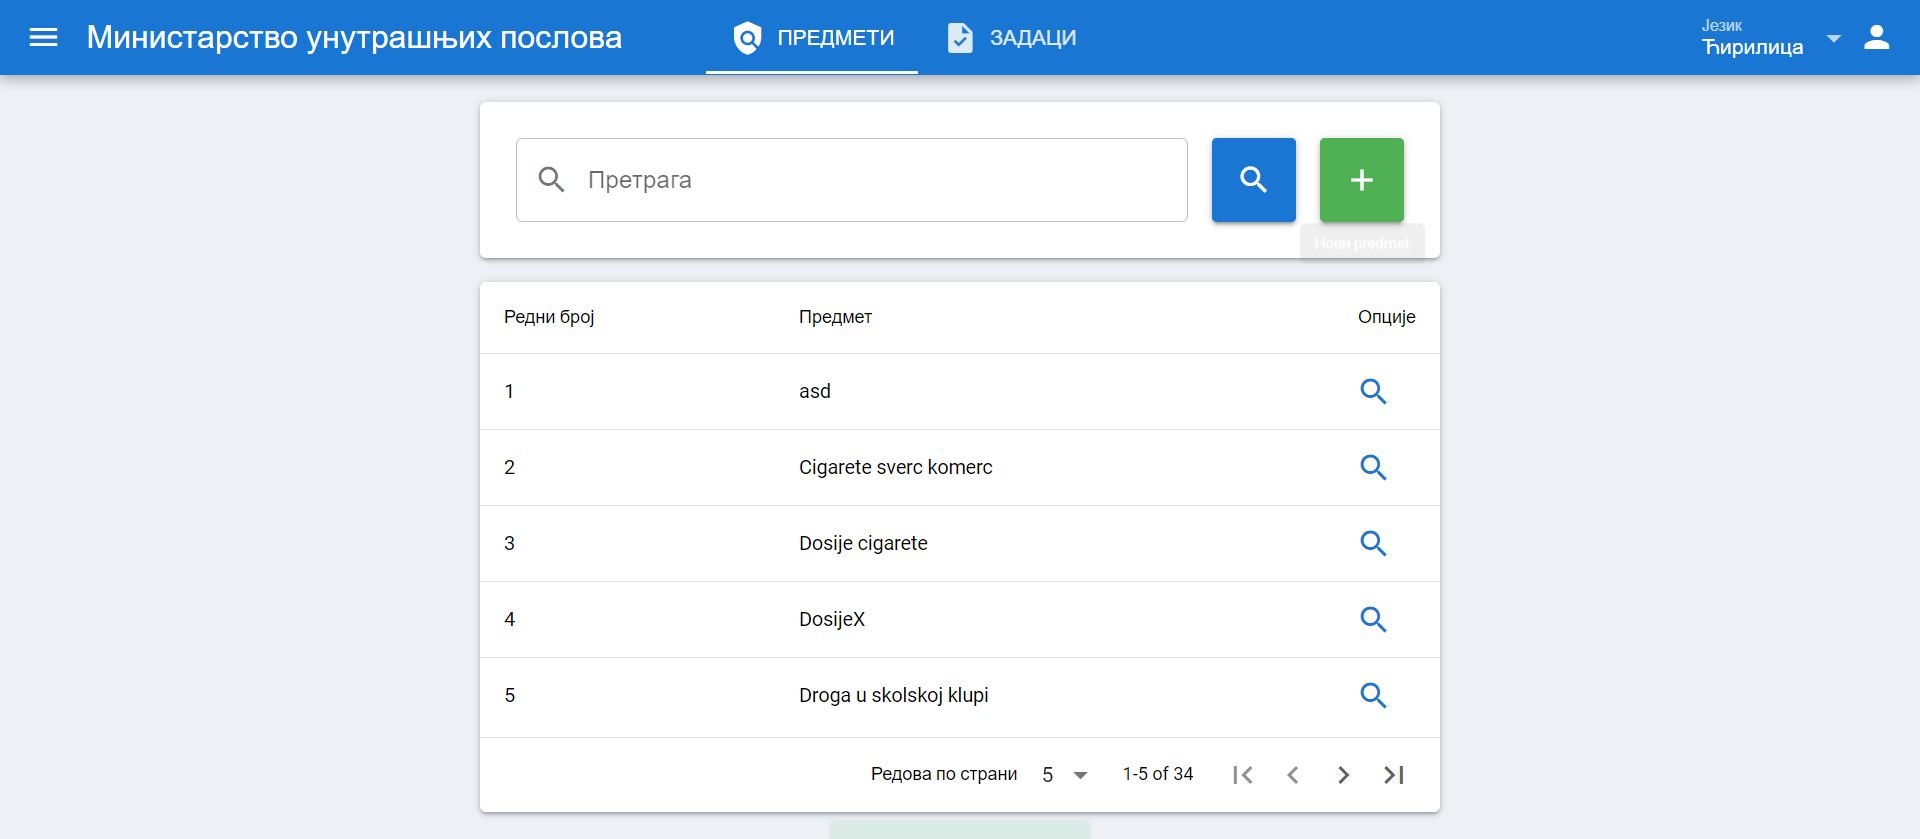 Министарство унутрашњих послова
ПРЕДМЕТИ
ЗАДАЦИ
Језик
Ћирилица
Претрага
Нови predmet
Редни број Предмет Опције
1 asd
2 Cigarete sverc komerc
3 Dosije cigarete
4 DosijeX
5 Droga u skolskoj klupi
Редова по страни 5 1-5 of 34